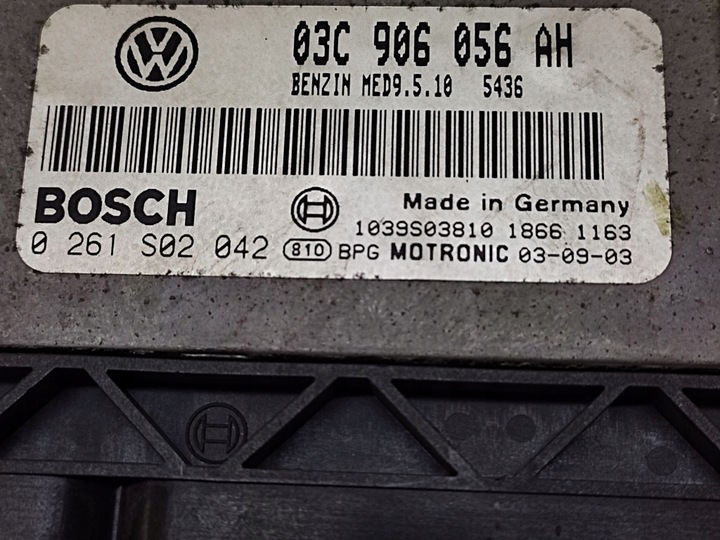 03C 906 056 AH
BENZIN MED9.5.10 5436
BOSCH
Made in Germany
1039S03810 1866 1163
0 261 S02 042 810 BPG MOTRONIC 03-09-03